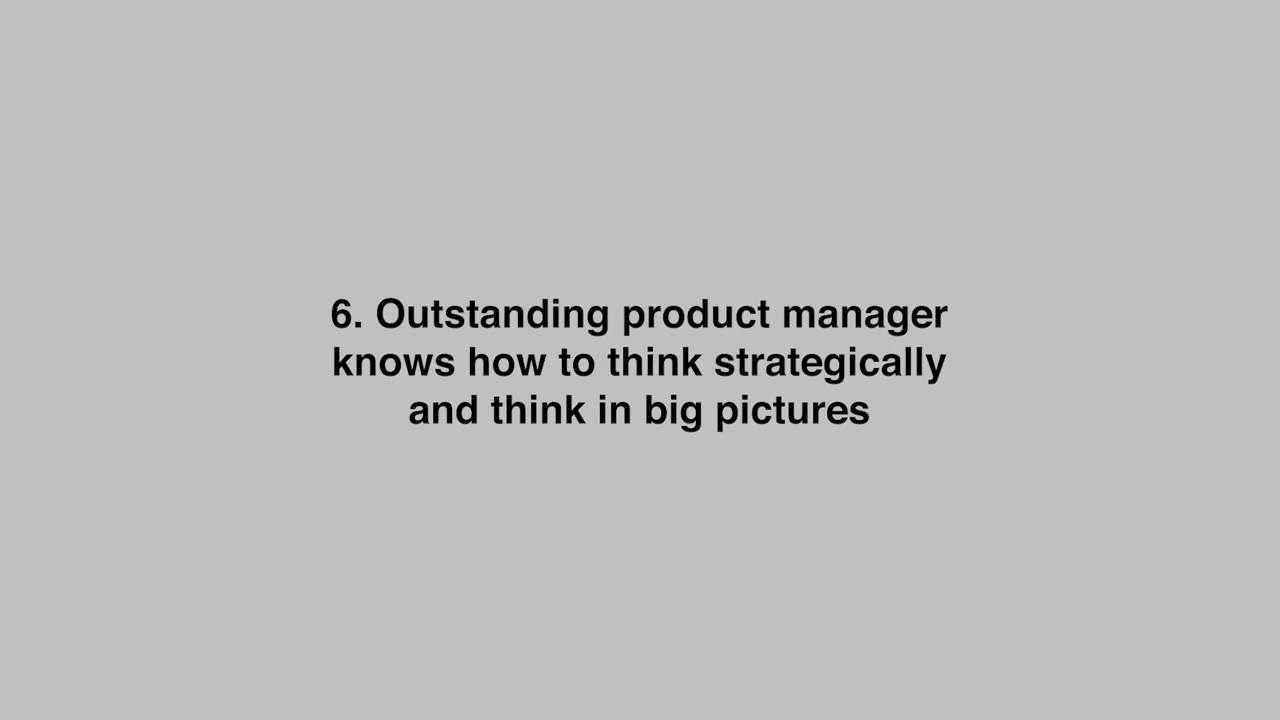 6. Outstanding product manager
knows how to think strategically
and think in big pictures